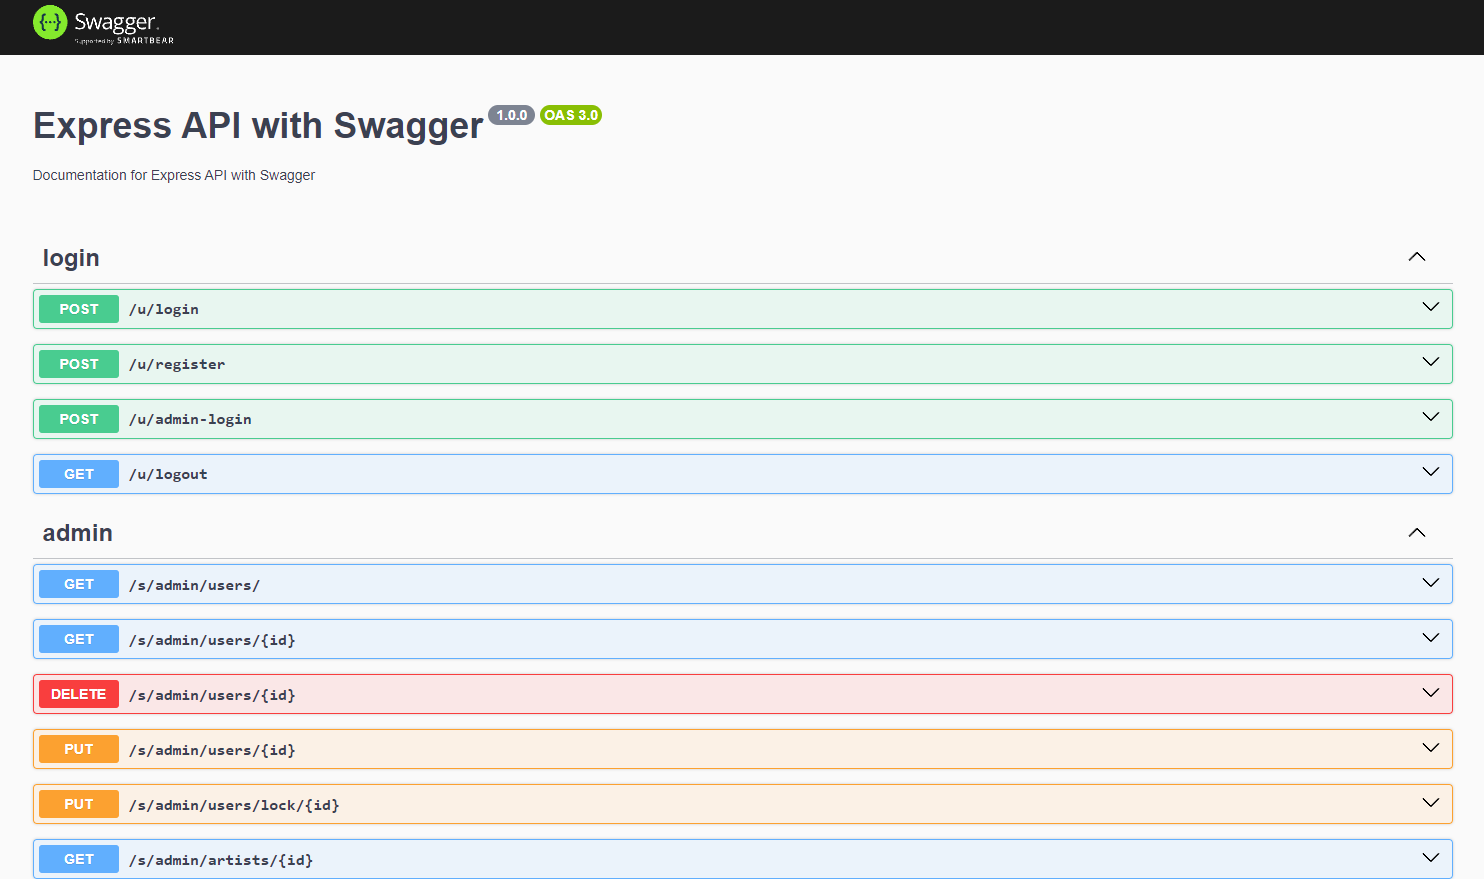 {···} Swagger.
Supported by SMARTBEAR
Express API with Swagger 1.0.0 OAS 3.0
Documentation for Express API with Swagger
login
POST /u/login
POST /u/register
POST /u/admin-login
GET /u/logout
admin
GET /s/admin/users/
GET /s/admin/users/{id}
DELETE /s/admin/users/{id}
PUT /s/admin/users/{id}
PUT /s/admin/users/lock/{id}
GET /s/admin/artists/{id}